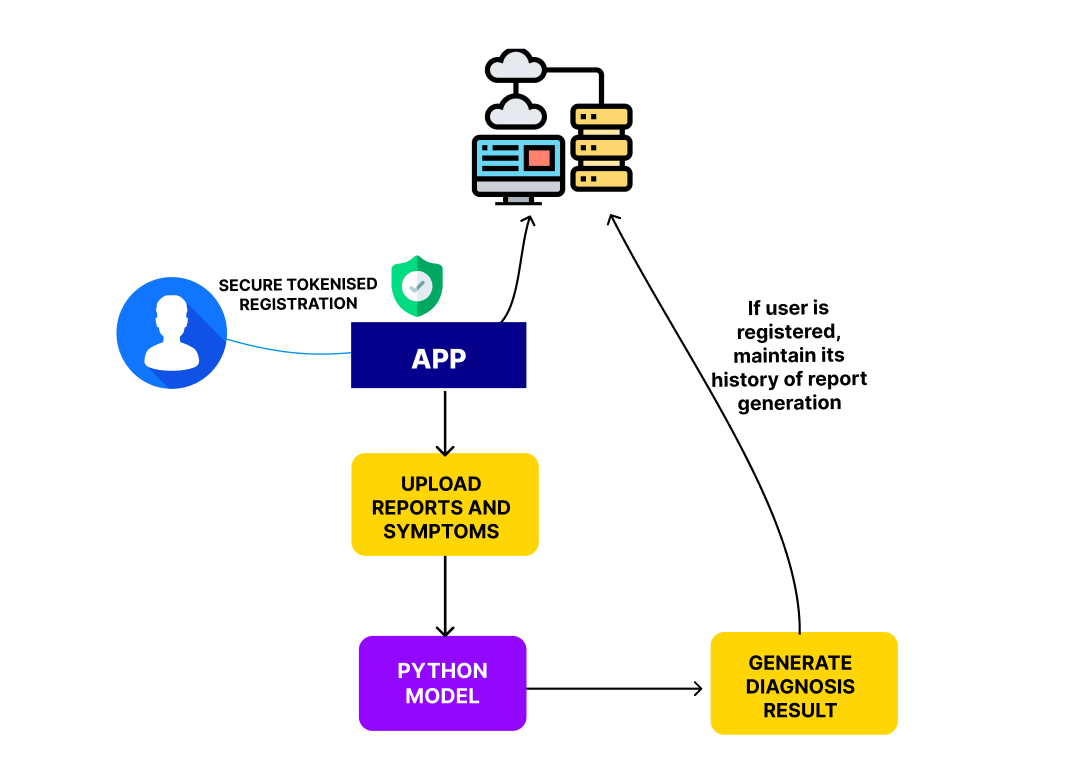 SECURE TOKENISED
REGISTRATION
APP
If user is
registered,
maintain its
history of report
generation
UPLOAD
REPORTS AND
SYMPTOMS
PYTHON
MODEL
GENERATE
DIAGNOSIS
RESULT